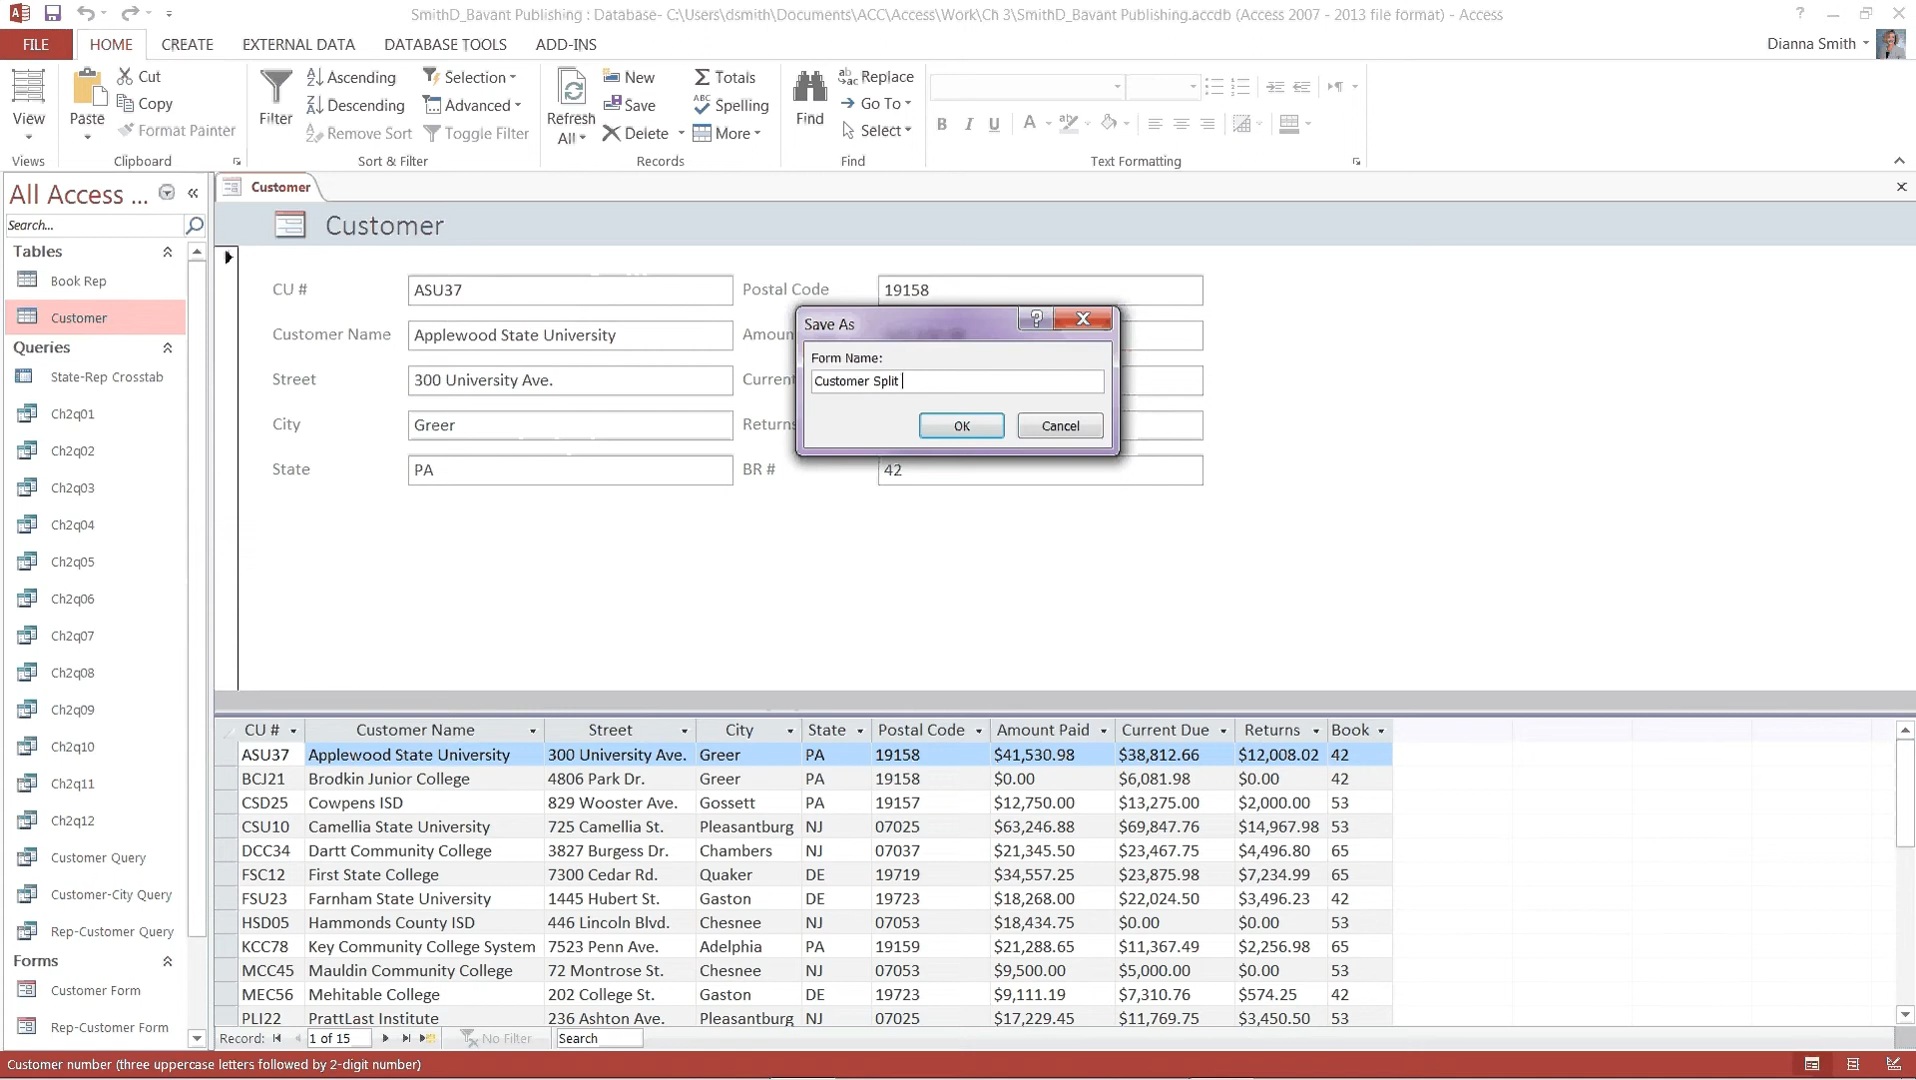 SmithD_Bavant Publishing : Database- C:\Users\dsmith\Documents\ACC\Access\Work\Ch 3\SmithD_Bavant Publishing.accdb (Access 2007 - 2013 file format) - Access
FILE HOME CREATE EXTERNAL DATA DATABASE TOOLS ADD-INS Dianna Smith
View Paste Cut Copy Format Painter
Filter Ascending Descending Remove Sort Selection Advanced Toggle Filter
Refresh All New Save Delete Totals Spelling More
Find Replace Go To Select
B I U A
Views Clipboard Sort & Filter Records Find Text Formatting
All Access ...
Search...
Tables
Book Rep
Customer
Queries
State-Rep Crosstab
Ch2q01
Ch2q02
Ch2q03
Ch2q04
Ch2q05
Ch2q06
Ch2q07
Ch2q08
Ch2q09
Ch2q10
Ch2q11
Ch2q12
Customer Query
Customer-City Query
Rep-Customer Query
Forms
Customer Form
Rep-Customer Form
Customer
Customer
CU # ASU37 Postal Code 19158
Customer Name Applewood State University Amoun
Street 300 University Ave. Current
City Greer Returns
State PA BR # 42
Save As
Form Name:
Customer Split
OK Cancel
CU # Customer Name Street City State Postal Code Amount Paid Current Due Returns Book
ASU37 Applewood State University 300 University Ave. Greer PA 19158 $41,530.98 $38,812.66 $12,008.02 42
BCJ21 Brodkin Junior College 4806 Park Dr. Greer PA 19158 $0.00 $6,081.98 $0.00 42
CSD25 Cowpens ISD 829 Wooster Ave. Gossett PA 19157 $12,750.00 $13,275.00 $2,000.00 53
CSU10 Camellia State University 725 Camellia St. Pleasantburg NJ 07025 $63,246.88 $69,847.76 $14,967.98 53
DCC34 Dartt Community College 3827 Burgess Dr. Chambers NJ 07037 $21,345.50 $23,467.75 $4,496.80 65
FSC12 First State College 7300 Cedar Rd. Quaker DE 19719 $34,557.25 $23,875.98 $7,234.99 65
FSU23 Farnham State University 1445 Hubert St. Gaston DE 19723 $18,268.00 $22,024.50 $3,496.23 42
HSD05 Hammonds County ISD 446 Lincoln Blvd. Chesnee NJ 07053 $18,434.75 $0.00 $0.00 53
KCC78 Key Community College System 7523 Penn Ave. Adelphia PA 19159 $21,288.65 $11,367.49 $2,256.98 65
MCC45 Mauldin Community College 72 Montrose St. Chesnee NJ 07053 $9,500.00 $5,000.00 $0.00 53
MEC56 Mehitable College 202 College St. Gaston DE 19723 $9,111.19 $7,310.76 $574.25 42
PLI22 PrattLast Institute 236 Ashton Ave. Pleasantburg NJ 07025 $17,229.45 $11,769.75 $3,450.50 53
Record: 1 of 15 No Filter Search
Customer number (three uppercase letters followed by 2-digit number)